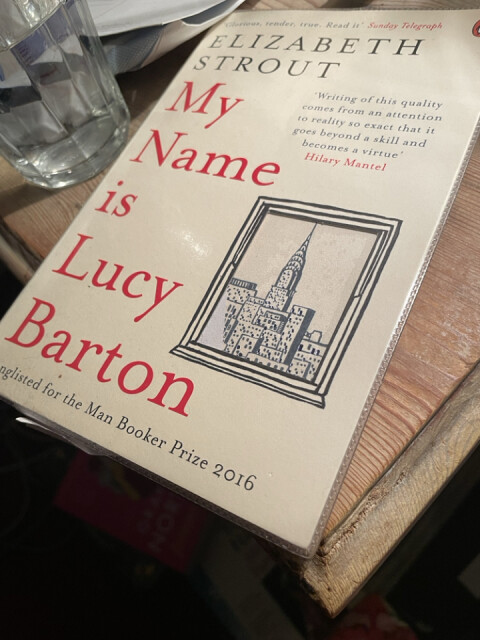 'Glorious, tender, true. Read it' Sunday Telegraph
ELIZABETH
STROUT
'Writing of this quality
comes from an attention
to reality so exact that it
goes beyond a skill and
becomes a virtue'
Hilary Mantel
My
Name
is
Lucy
Barton
nglisted for the Man Booker Prize 2016